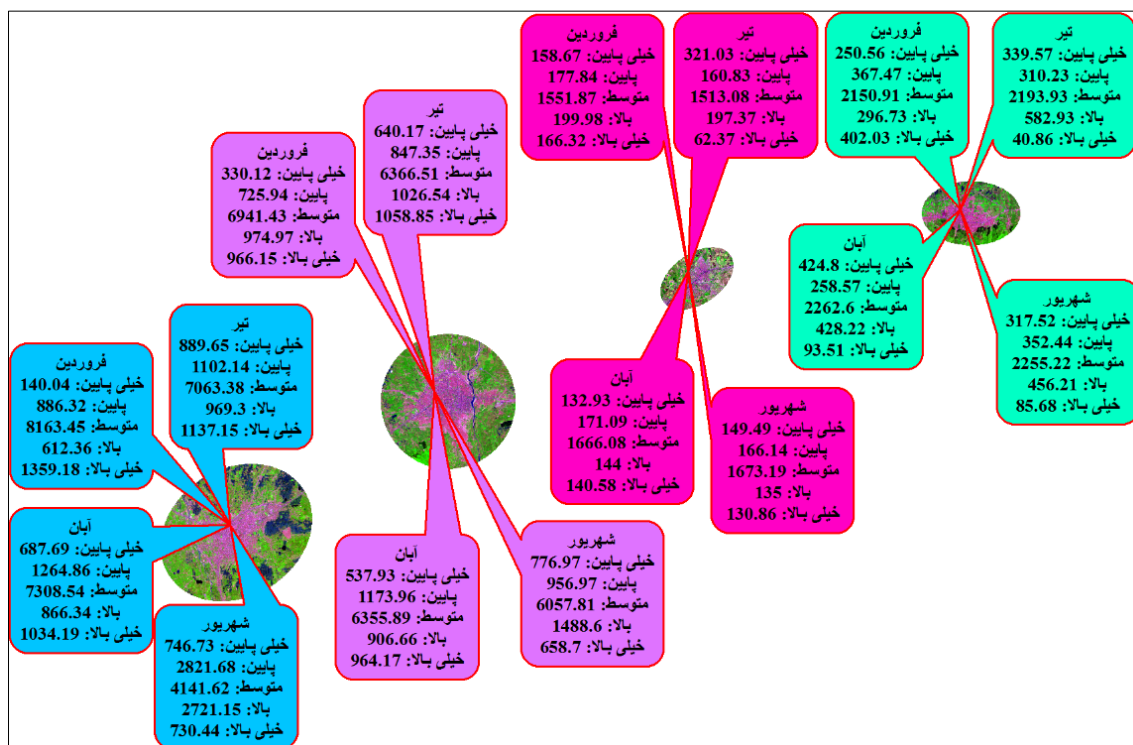 فروردین
خیلی پایین: 140.04
پایین: 886.32
متوسط: 8163.45
بالا: 612.36
خیلی بالا: 1359.18
تیر
خیلی پایین: 889.65
پایین: 1102.14
متوسط: 7063.38
بالا: 969.3
خیلی بالا: 1137.15
آبان
خیلی پایین: 687.69
پایین: 1264.86
متوسط: 7308.54
بالا: 866.34
خیلی بالا: 1034.19
شهریور
خیلی پایین: 746.73
پایین: 2821.68
متوسط: 4141.62
بالا: 2721.15
خیلی بالا: 730.44
فروردین
خیلی پایین: 330.12
پایین: 725.94
متوسط: 6941.43
بالا: 974.97
خیلی بالا: 966.15
تیر
خیلی پایین: 640.17
پایین: 847.35
متوسط: 6366.51
بالا: 1026.54
خیلی بالا: 1058.85
آبان
خیلی پایین: 537.93
پایین: 1173.96
متوسط: 6355.89
بالا: 906.66
خیلی بالا: 964.17
شهریور
خیلی پایین: 776.97
پایین: 956.97
متوسط: 6057.81
بالا: 1488.6
خیلی بالا: 658.7
فروردین
خیلی پایین: 158.67
پایین: 177.84
متوسط: 1551.87
بالا: 199.98
خیلی بالا: 166.32
تیر
خیلی پایین: 321.03
پایین: 160.83
متوسط: 1513.08
بالا: 197.37
خیلی بالا: 62.37
آبان
خیلی پایین: 132.93
پایین: 171.09
متوسط: 1666.08
بالا: 144
خیلی بالا: 140.58
شهریور
خیلی پایین: 149.49
پایین: 166.14
متوسط: 1673.19
بالا: 135
خیلی بالا: 130.86
فروردین
خیلی پایین: 250.56
پایین: 367.47
متوسط: 2150.91
بالا: 296.73
خیلی بالا: 402.03
تیر
خیلی پایین: 339.57
پایین: 310.23
متوسط: 2193.93
بالا: 582.93
خیلی بالا: 40.86
آبان
خیلی پایین: 424.8
پایین: 258.57
متوسط: 2262.6
بالا: 428.22
خیلی بالا: 93.51
شهریور
خیلی پایین: 317.52
پایین: 352.44
متوسط: 2255.22
بالا: 456.21
خیلی بالا: 85.68